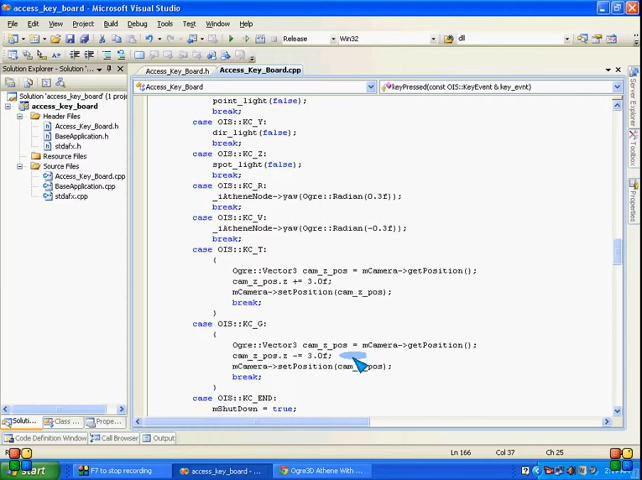 access_key_board - Microsoft Visual Studio
File Edit View Project Build Debug Data Tools Test Window Help
Release Win32 dll
Solution Explorer - Solution 'access_key_b...
Access_Key_Board.h Access_Key_Board.cpp
Access_Key_Board keyPressed(const OIS::KeyEvent & key_evnt)
Solution 'access_key_board' (1 proj
access_key_board
Header Files
Access_Key_Board.h
BaseApplication.h
stdafx.h
Resource Files
Source Files
Access_Key_Board.cpp
BaseApplication.cpp
stdafx.cpp
point_light(false);
break;
case OIS::KC_Y:
dir_light(false);
break;
case OIS::KC_Z:
spot_light(false);
break;
case OIS::KC_R:
_iAtheneNode->yaw(Ogre::Radian(0.3f));
break;
case OIS::KC_V:
_iAtheneNode->yaw(Ogre::Radian(-0.3f));
break;
case OIS::KC_T:
{
Ogre::Vector3 cam_z_pos = mCamera->getPosition();
cam_z_pos.z += 3.0f;
mCamera->setPosition(cam_z_pos);
break;
}
case OIS::KC_G:
{
Ogre::Vector3 cam_z_pos = mCamera->getPosition();
cam_z_pos.z -= 3.0f;
mCamera->setPosition(cam_z_pos);
break;
}
case OIS::KC_END:
mShutDown = true;
Server Explorer
Toolbox
Properties
Soluti... Class ... Prope...
Code Definition Window Call Browser Output
Ln 166 Col 37 Ch 25
start F7 to stop recording access_key_board - ... Ogre3D Athene With ...